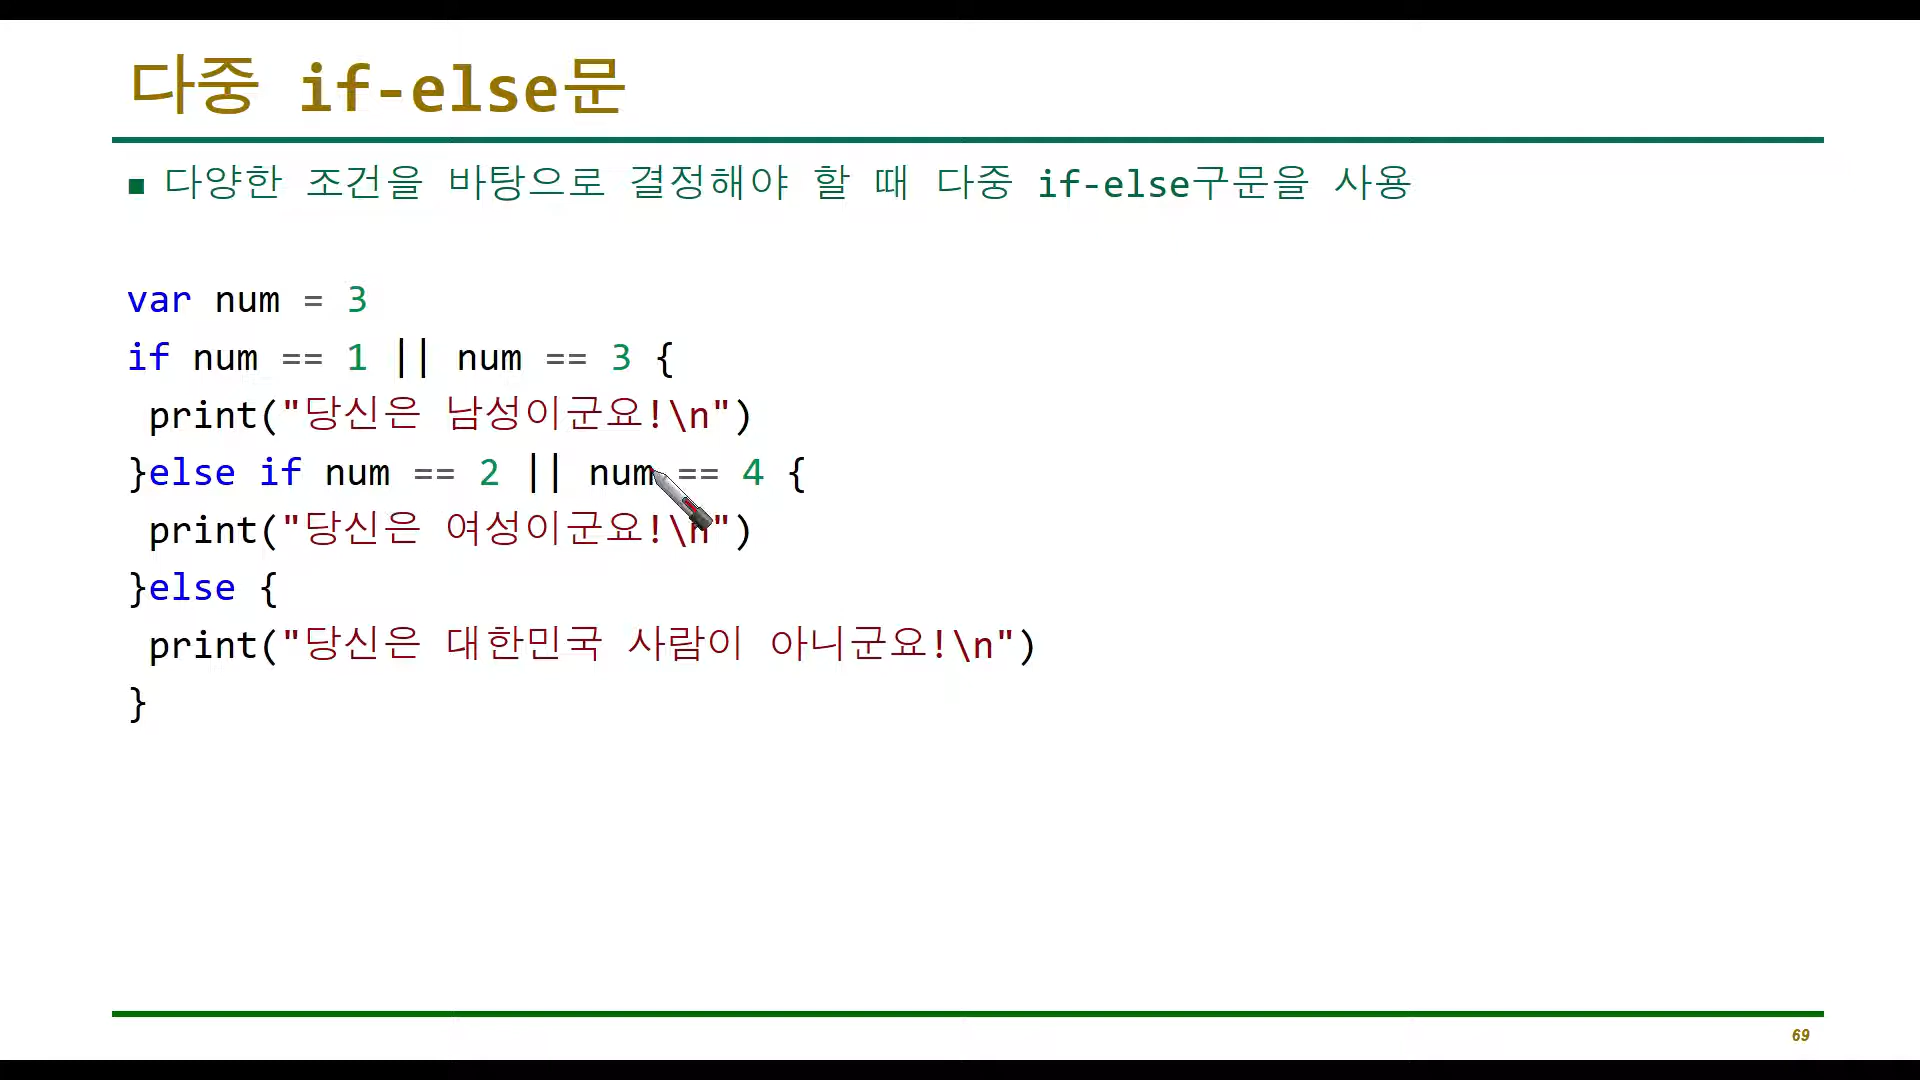 다중 if-else문
▪ 다양한 조건을 바탕으로 결정해야 할 때 다중 if-else구문을 사용
var num = 3
if num == 1 || num == 3 {
 print("당신은 남성이군요!\n")
}else if num == 2 || num == 4 {
 print("당신은 여성이군요!\n")
}else {
 print("당신은 대한민국 사람이 아니군요!\n")
}
69